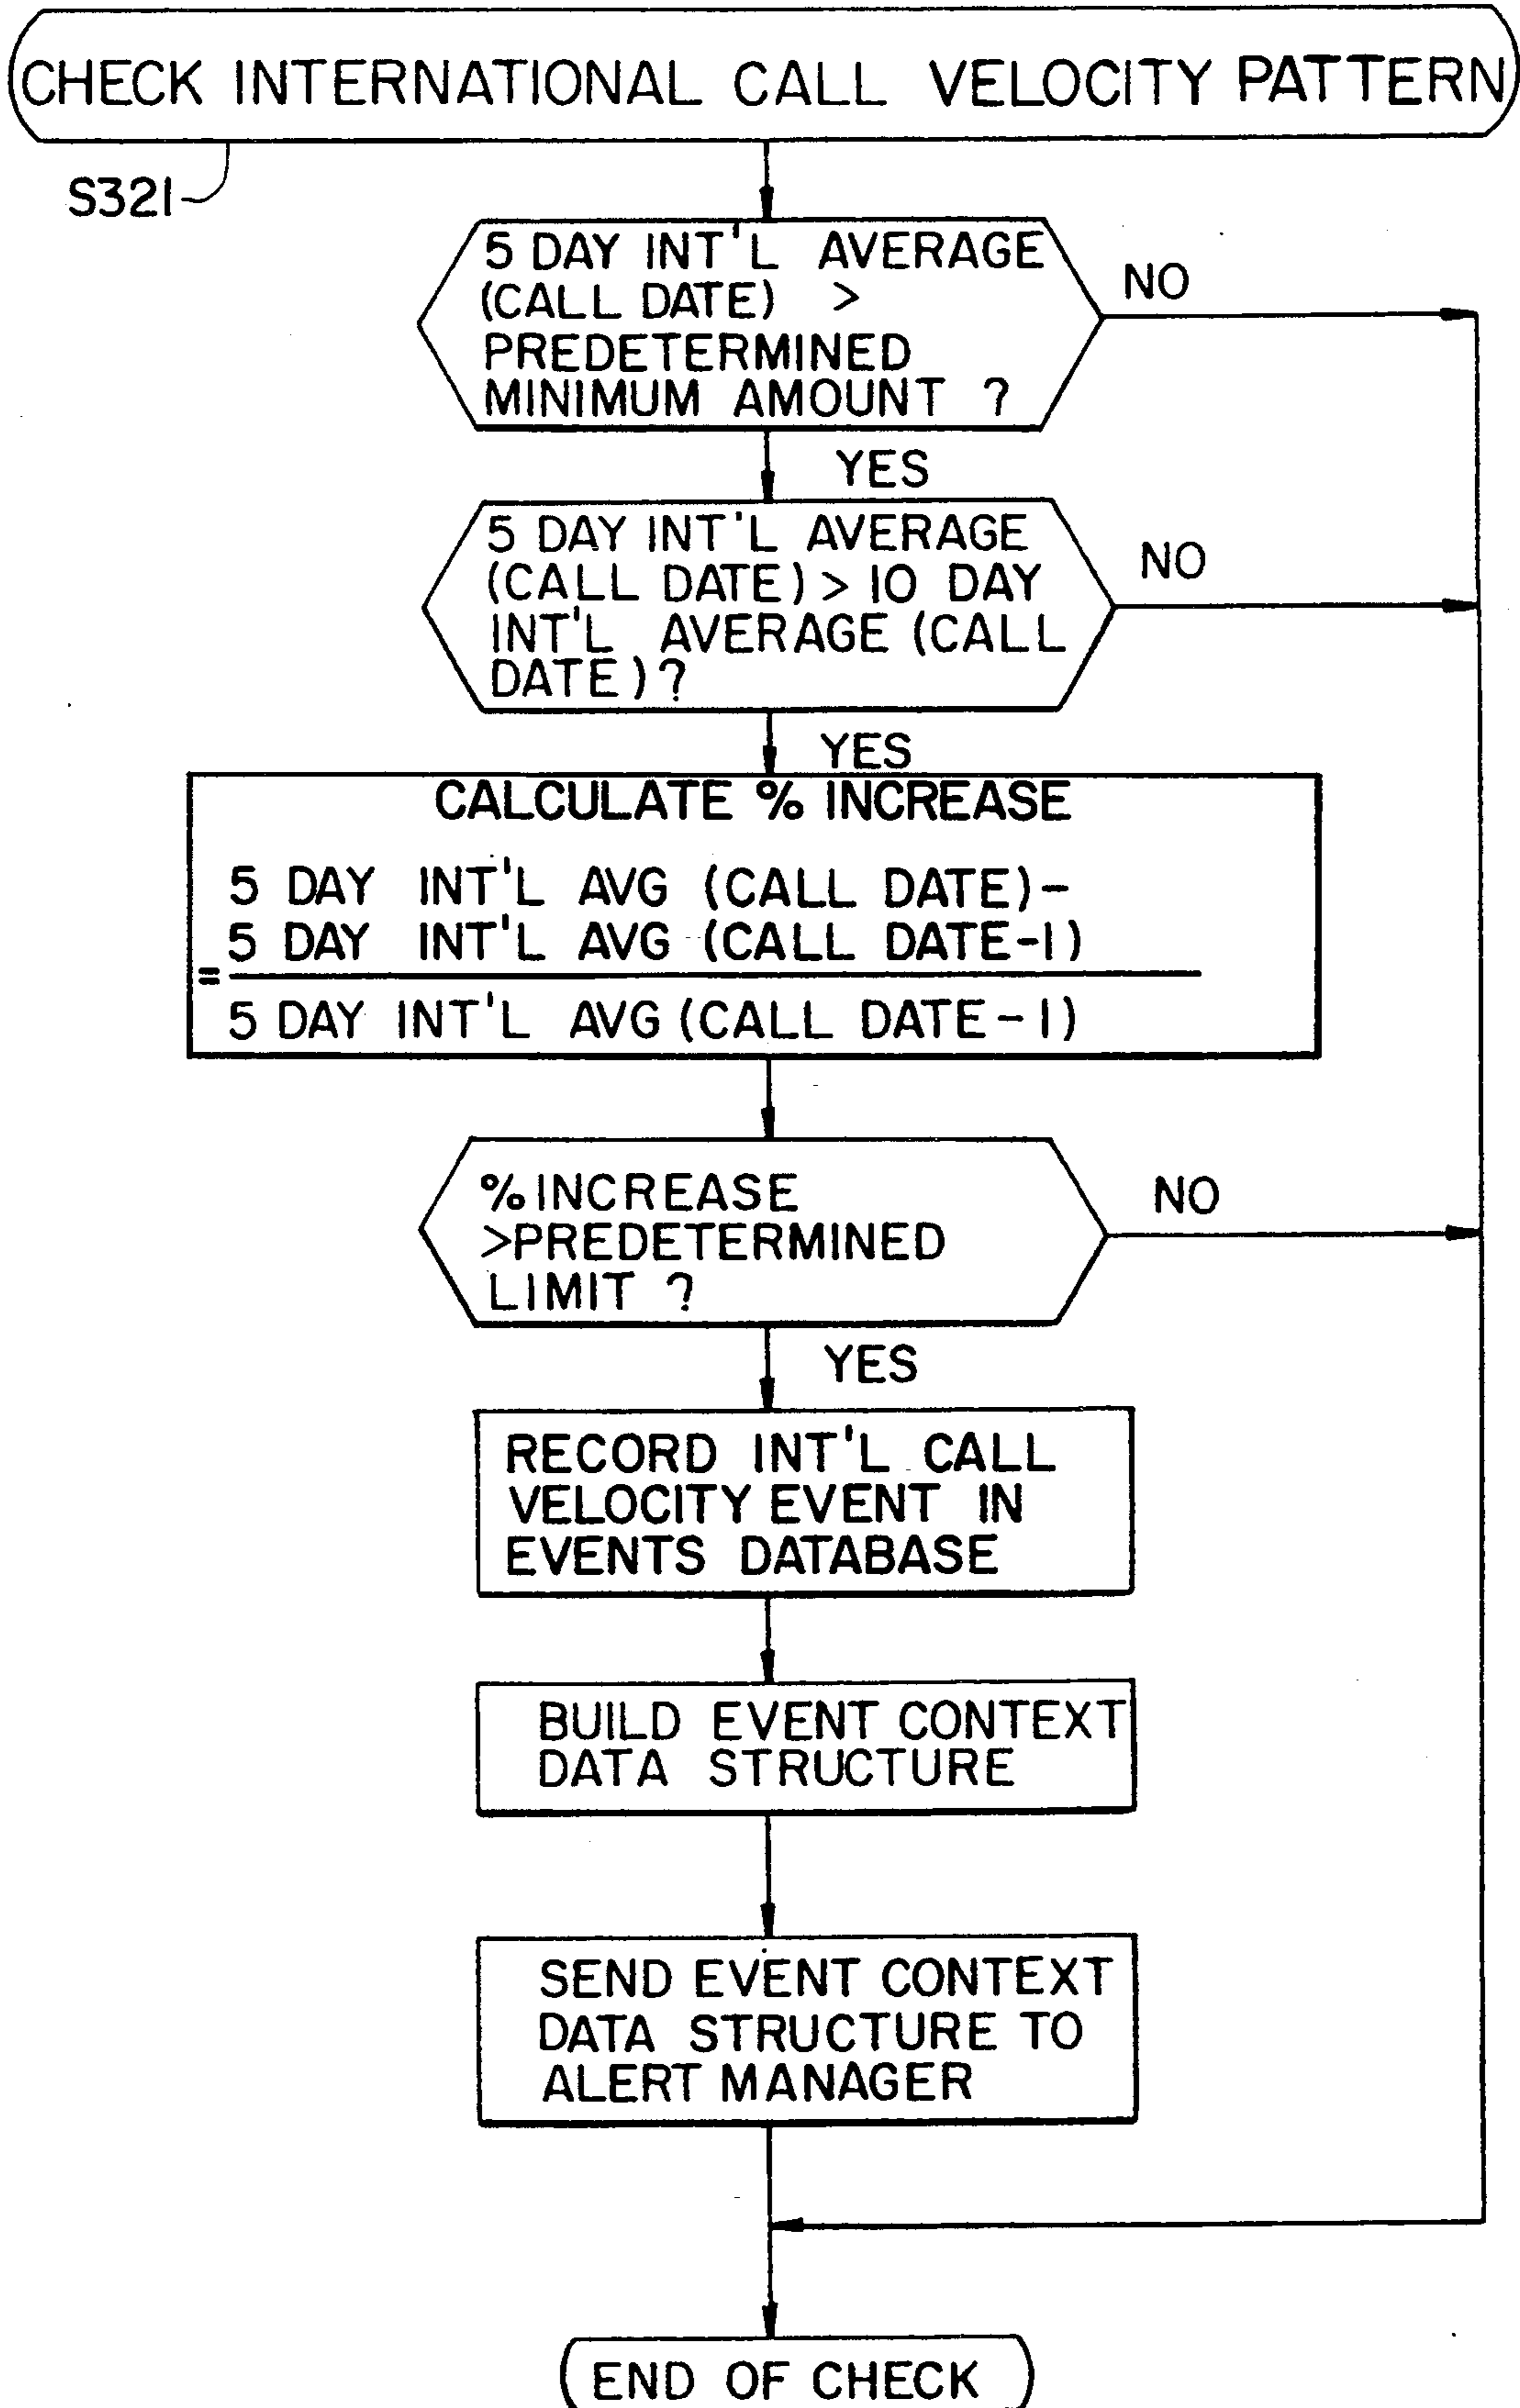 CHECK INTERNATIONAL CALL VELOCITY PATTERN
S321
5 DAY INT'L AVERAGE
(CALL DATE) >
PREDETERMINED
MINIMUM AMOUNT ?
NO
YES
5 DAY INT'L AVERAGE
(CALL DATE) > 10 DAY
INT'L AVERAGE (CALL
DATE)?
NO
YES
CALCULATE % INCREASE
5 DAY INT'L AVG (CALL DATE)-
5 DAY INT'L AVG (CALL DATE-1)
=
5 DAY INT'L AVG (CALL DATE-1)
% INCREASE
>PREDETERMINED
LIMIT ?
NO
YES
RECORD INT'L CALL
VELOCITY EVENT IN
EVENTS DATABASE
BUILD EVENT CONTEXT
DATA STRUCTURE
SEND EVENT CONTEXT
DATA STRUCTURE TO
ALERT MANAGER
END OF CHECK